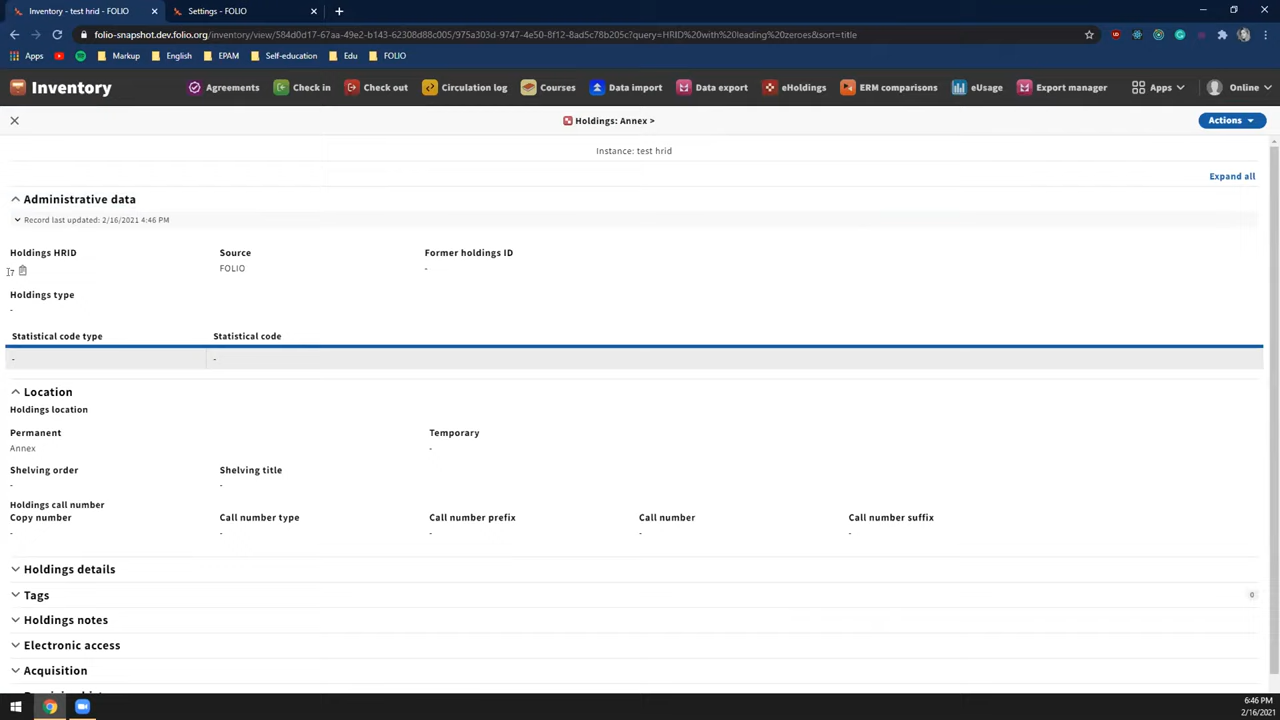 Inventory - test hrid - FOLIO
Settings - FOLIO
folio-snapshot.dev.folio.org/inventory/view/584d0d17-67aa-49e2-b143-62308d88c005/975a303d-9747-4e50-8f12-8ad5c78b205c?query=HRID%20with%20leading%20zeroes&sort=title
Apps Markup English EPAM Self-education Edu FOLIO
Inventory Agreements Check in Check out Circulation log Courses Data import Data export eHoldings ERM comparisons eUsage Export manager Apps Online
Holdings: Annex >
Actions
Instance: test hrid
Expand all
Administrative data
Record last updated: 2/16/2021 4:46 PM
Holdings HRID Source Former holdings ID
FOLIO -
Holdings type
-
Statistical code type Statistical code
- -
Location
Holdings location
Permanent Temporary
Annex -
Shelving order Shelving title
- -
Holdings call number
Copy number Call number type Call number prefix Call number Call number suffix
- - - - -
Holdings details
Tags 0
Holdings notes
Electronic access
Acquisition
6:46 PM
2/16/2021